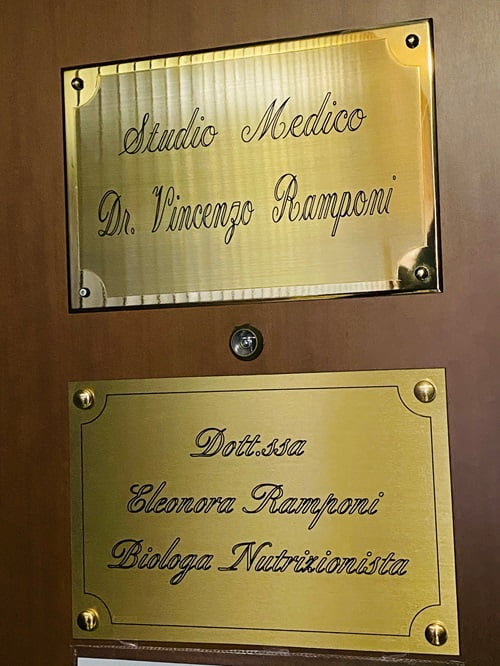 Studio Medico
Dr. Vincenzo Ramponi
Dott.ssa
Eleonora Ramponi
Biologa Nutrizionista